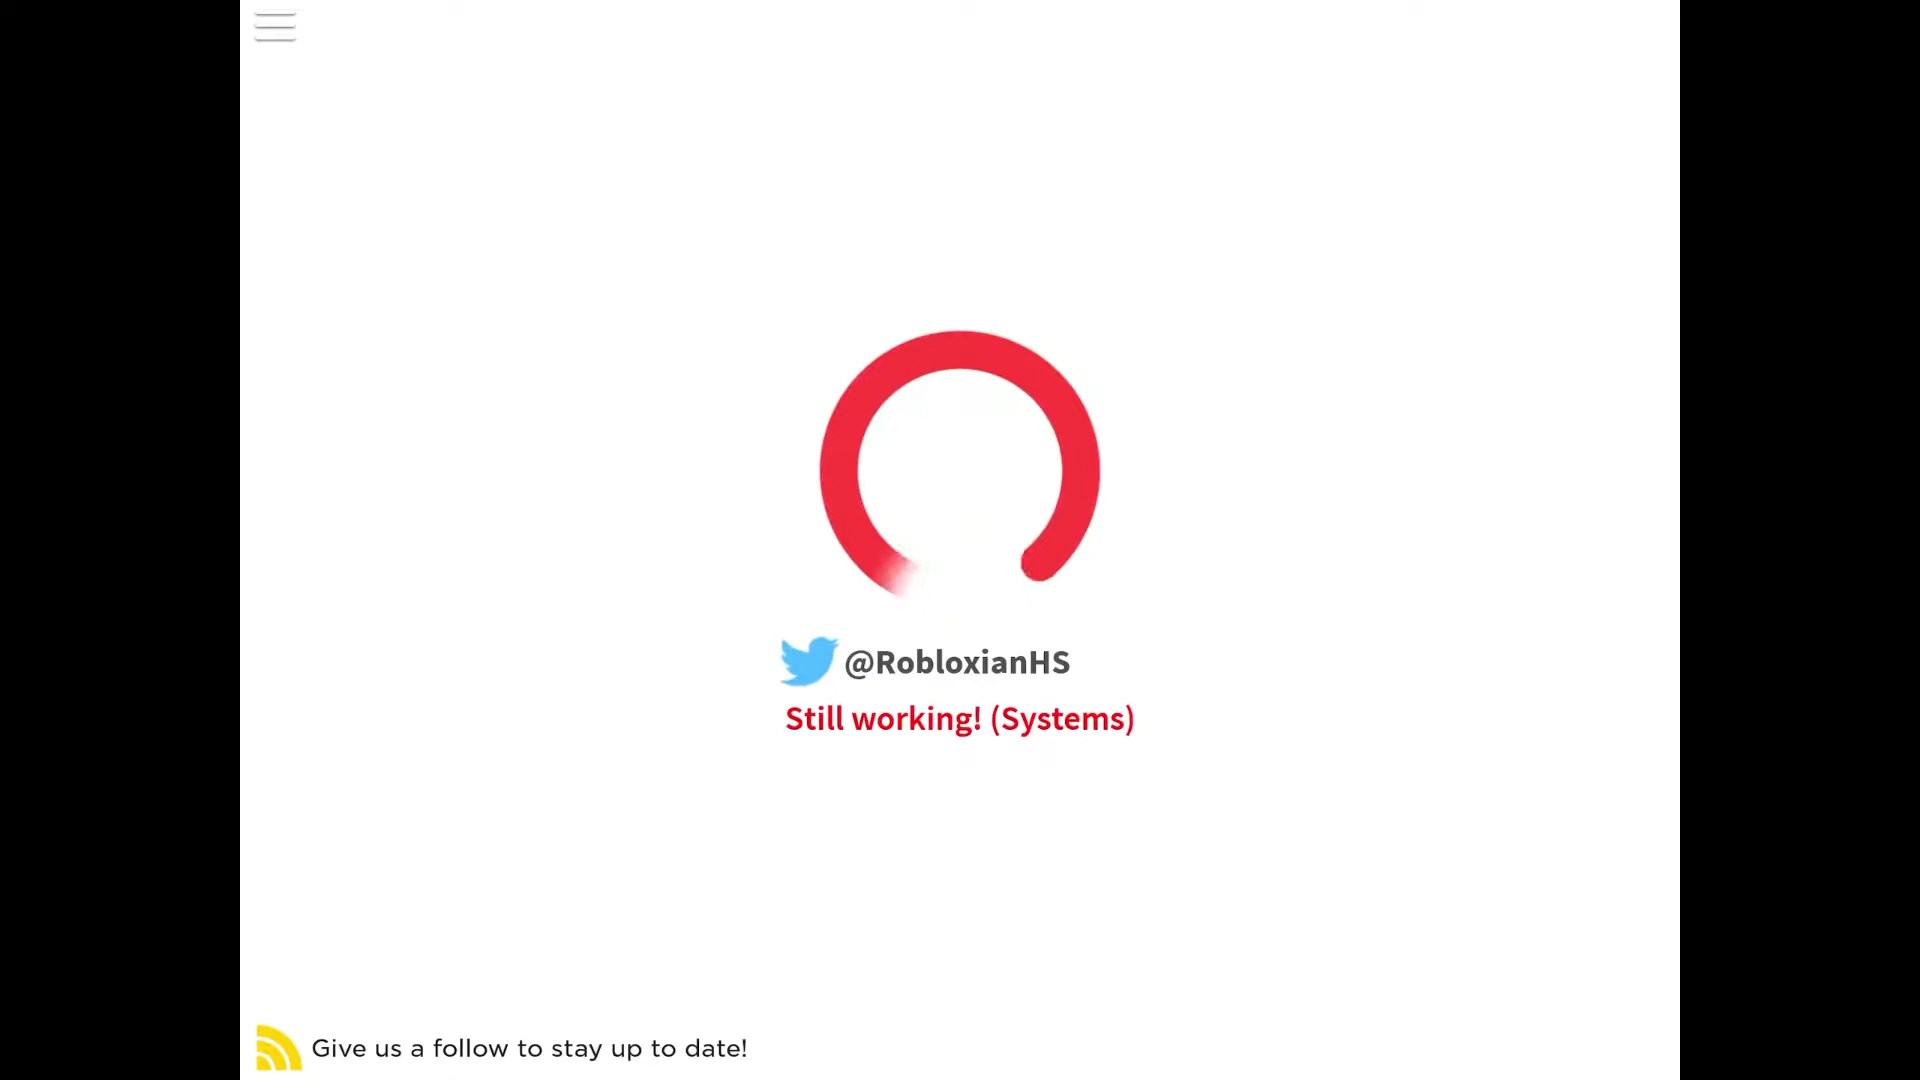 @RobloxianHS
Still working! (Systems)
Give us a follow to stay up to date!